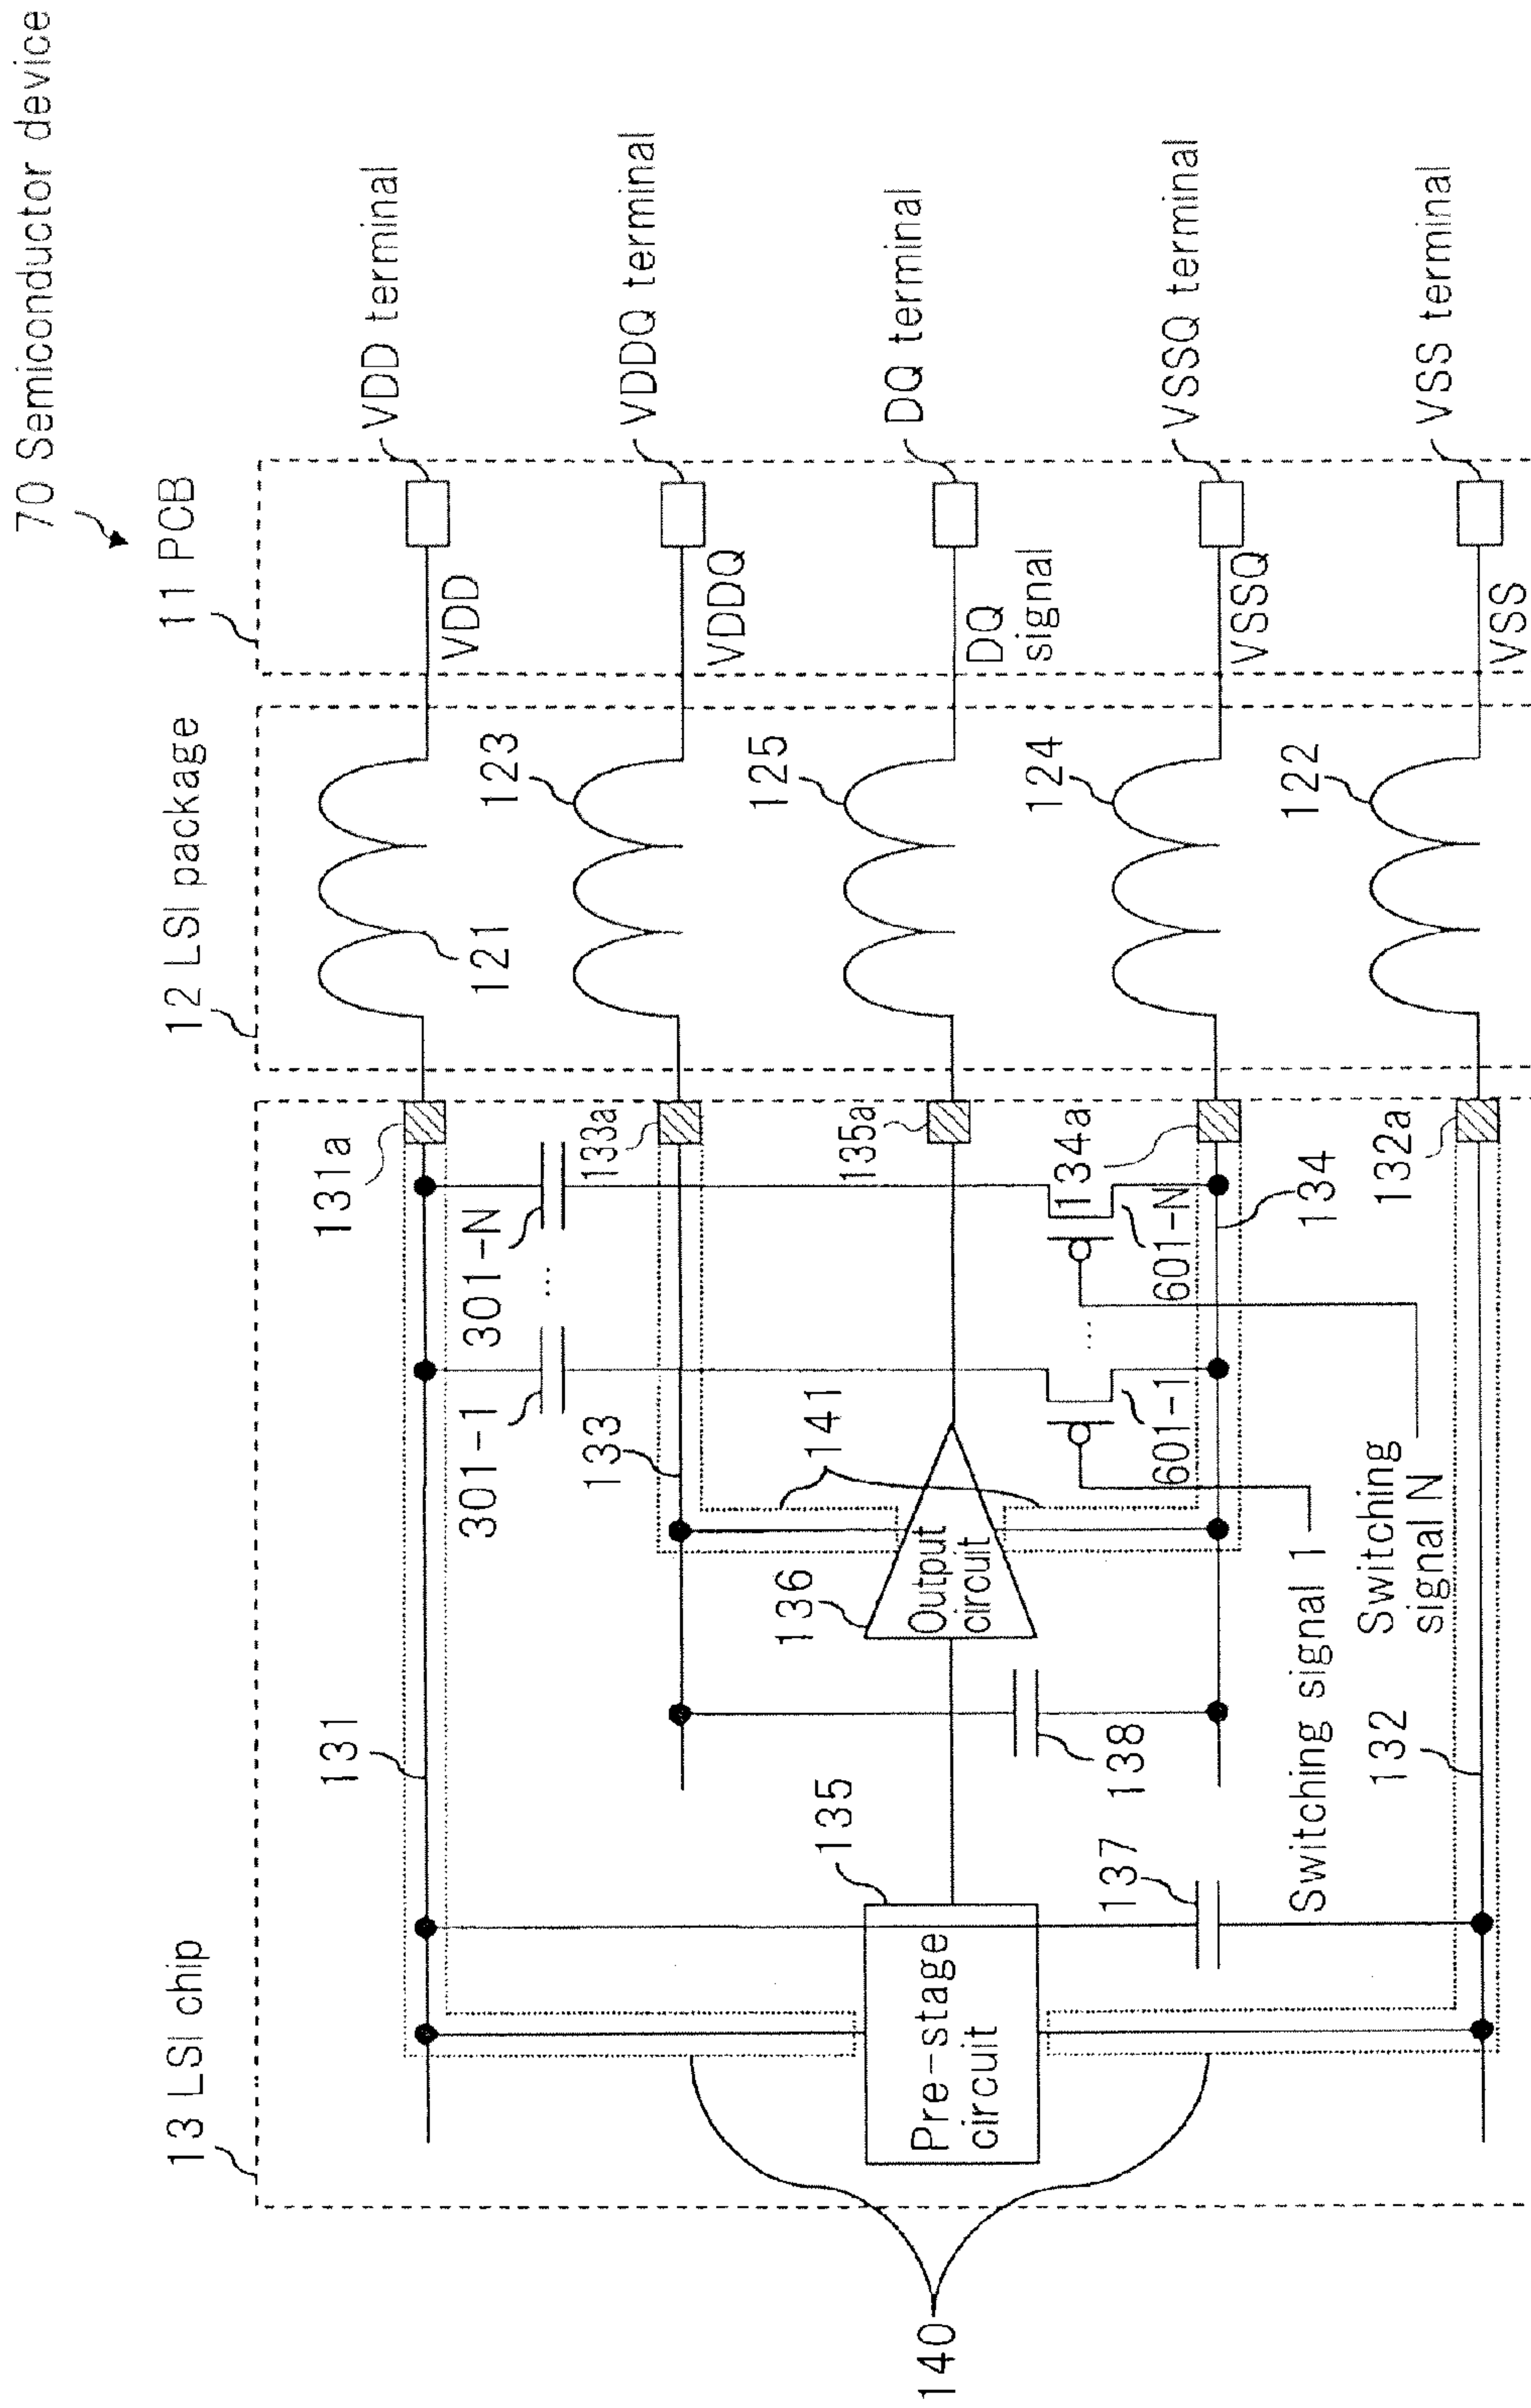 70 Semiconductor device
13 LSI chip
12 LSI package
11 PCB
131
131a
121
VDD
VDD terminal
301-1
...
301-N
133
133a
123
VDDQ
VDDQ terminal
140
Pre-stage
circuit
135
136
Output
circuit
141
135a
125
DQ
signal
DQ terminal
137
138
601-1
...
601-N
134a
134
124
VSSQ
VSSQ terminal
Switching signal 1
Switching
signal N
132
132a
122
VSS
VSS terminal